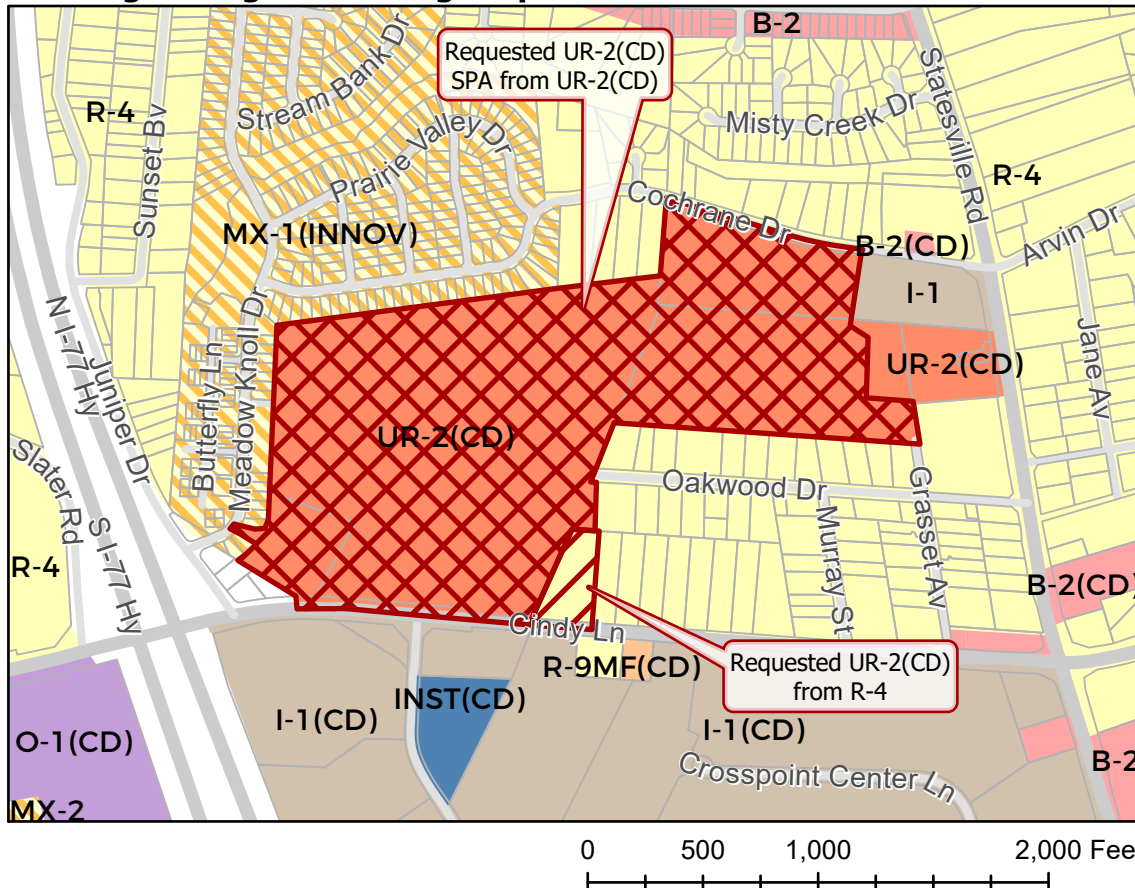 B-2
Requested UR-2(CD)
SPA from UR-2(CD)
Stream Bank Dr
R-4
Sunset Bv
Misty Creek Dr
Statesville Rd
Prairie Valley Dr
R-4
Cochrane Dr
MX-1(INNOV)
B-2(CD)
Arvin Dr
I-1
N I-77 Hy
Juniper Dr
Butterfly Ln
Meadow Knoll Dr
UR-2(CD)
Jane Av
UR-2(CD)
Slater Rd
S I-77 Hy
Oakwood Dr
Murray St
Grasset Av
R-4
B-2(CD)
Cindy Ln
R-9MF(CD)
Requested UR-2(CD)
from R-4
INST(CD)
I-1(CD)
I-1(CD)
O-1(CD)
Crosspoint Center Ln
B-2
MX-2
0 500 1,000 2,000 Fee